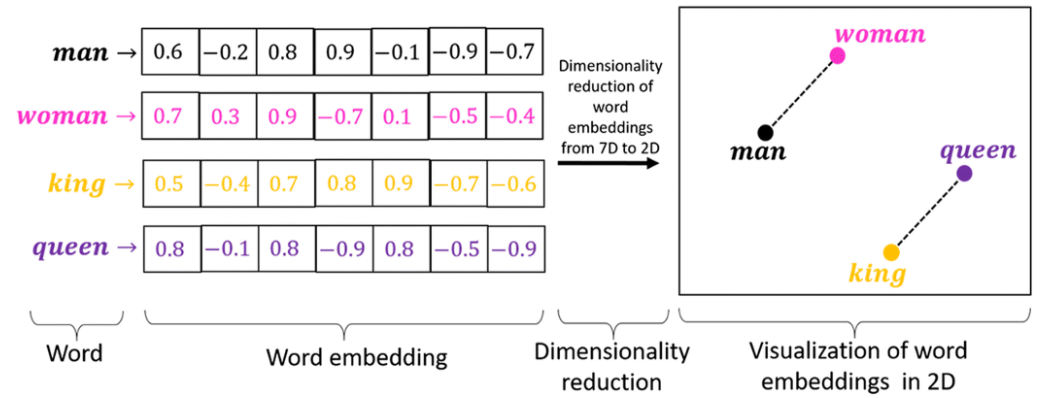 man → 0.6 −0.2 0.8 0.9 −0.1 −0.9 −0.7
woman → 0.7 0.3 0.9 −0.7 0.1 −0.5 −0.4
king → 0.5 −0.4 0.7 0.8 0.9 −0.7 −0.6
queen → 0.8 −0.1 0.8 −0.9 0.8 −0.5 −0.9
Dimensionality
reduction of
word
embeddings
from 7D to 2D
woman
man
queen
king
Word
Word embedding
Dimensionality
reduction
Visualization of word
embeddings in 2D